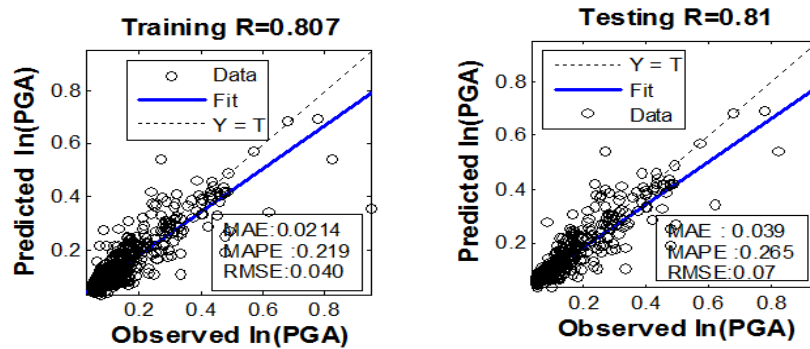 Training R=0.807
Predicted ln(PGA)
0.8
0.6
0.4
0.2
Data
Fit
Y = T
MAE:0.0214
MAPE :0.219
RMSE:0.040
0.2 0.4 0.6 0.8
Observed ln(PGA)
Testing R=0.81
Predicted ln(PGA)
0.8
0.6
0.4
0.2
Y = T
Fit
Data
MAE : 0.039
MAPE : 0.265
RMSE:0.07
0.2 0.4 0.6 0.8
Observed ln(PGA)